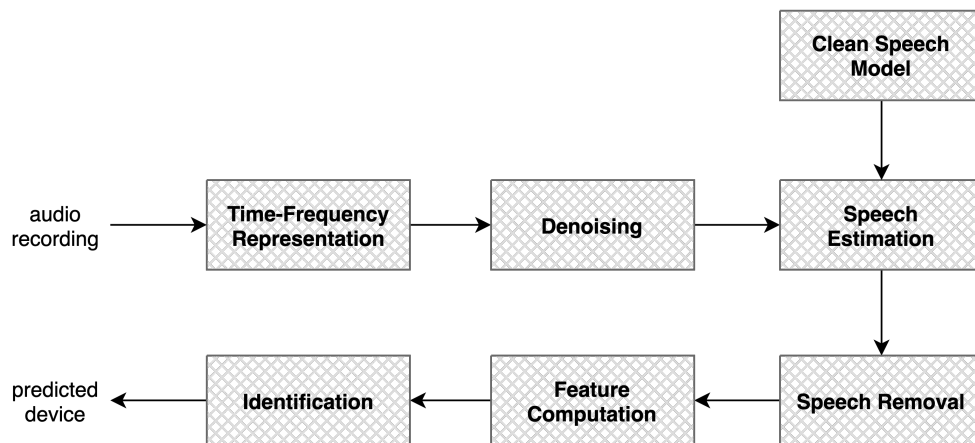 Clean Speech
Model
audio
recording
Time-Frequency
Representation
Denoising
Speech
Estimation
predicted
device
Identification
Feature
Computation
Speech Removal